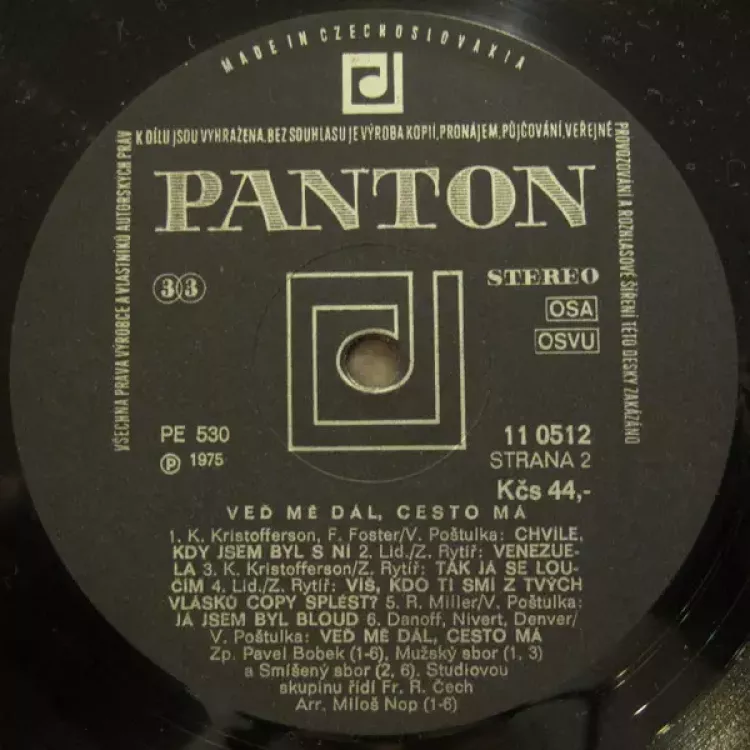 MADE IN CZECHOSLOVAKIA
VŠECHNA PRÁVA VÝROBCE A VLASTNÍKŮ AUTORSKÝCH PRÁV
K DÍLU JSOU VYHRAŽENA. BEZ SOUHLASU JE VÝROBA KOPIÍ, PRONÁJEM, PŮJČOVÁNÍ, VEŘEJNÉ
PROVOZOVÁNÍ A ROZHLASOVÉ ŠÍŘENÍ TÉTO DESKY ZAKÁZÁNO
PANTON
33
STEREO
OSA
OSVU
PE 530
℗ 1975
11 0512
STRANA 2
Kčs 44,-
VEĎ MĚ DÁL, CESTO MÁ
1. K. Kristofferson, F. Foster/V. Poštulka: CHVÍLE,
KDY JSEM BYL S NÍ 2. Lid./Z. Rytíř: VENEZUE-
LA 3. K. Kristofferson/Z. Rytíř: TAK JÁ SE LOU-
ČÍM 4. Lid./Z. Rytíř: VÍŠ, KDO TI SMÍ Z TVÝCH
VLÁSKŮ COPY SPLÉST? 5. R. Miller/V. Poštulka:
JÁ JSEM BYL BLOUD 6. Danoff, Nivert, Denver/
V. Poštulka: VEĎ MĚ DÁL, CESTO MÁ
Zp. Pavel Bobek (1-6), Mužský sbor (1, 3)
a Smíšený sbor (2, 6). Studiovou
skupinu řídí Fr. R. Čech
Arr. Miloš Nop (1-6)